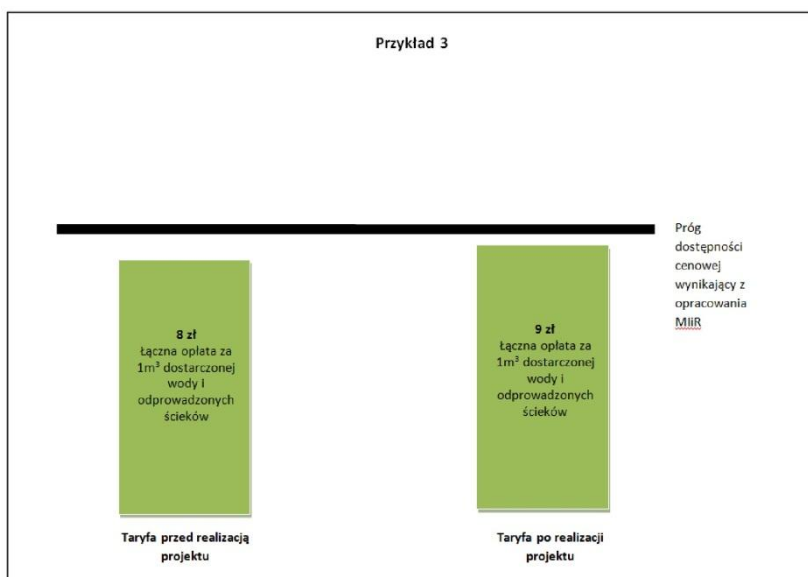 Przykład 3
Próg
dostępności
cenowej
wynikający z
opracowania
MIiR
8 zł
Łączna opłata za
1m³ dostarczonej
wody i
odprowadzonych
ścieków
9 zł
Łączna opłata za
1m³ dostarczonej
wody i
odprowadzonych
ścieków
Taryfa przed realizacją
projektu
Taryfa po realizacji
projektu